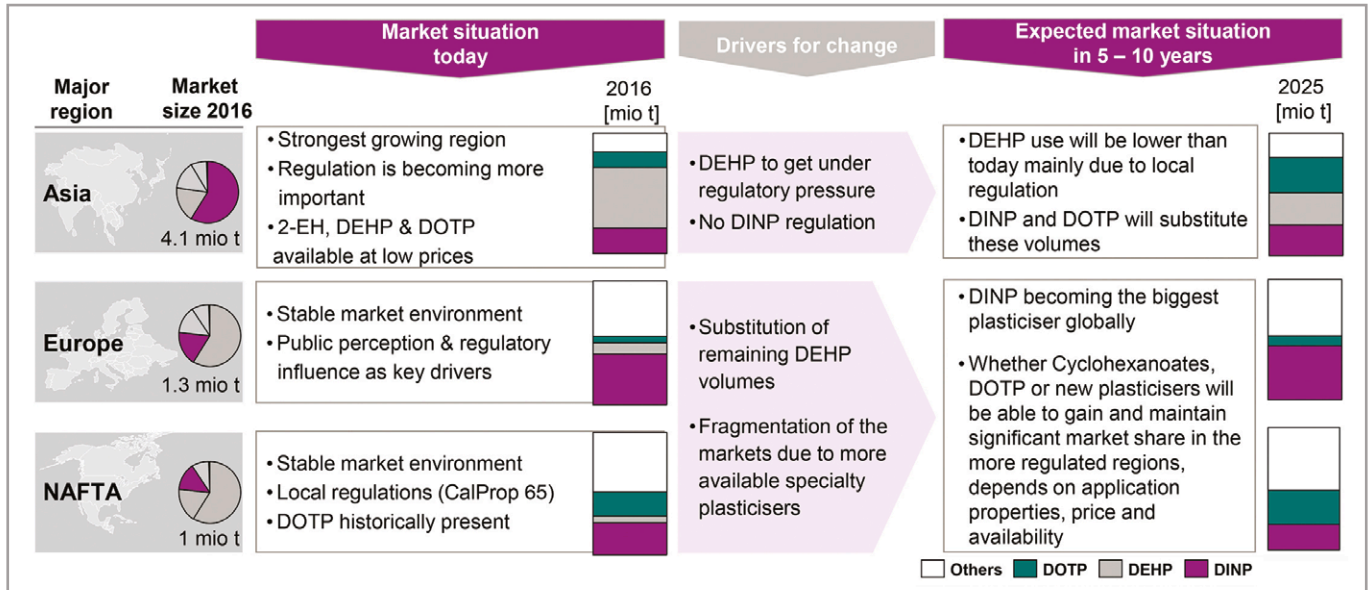 Market situation
today
Drivers for change
Expected market situation
in 5 – 10 years
Major
region
Market
size 2016
2016
[mio t]
2025
[mio t]
Asia
4.1 mio t
• Strongest growing region
• Regulation is becoming more
important
• 2-EH, DEHP & DOTP
available at low prices
• DEHP to get under
regulatory pressure
• No DINP regulation
• DEHP use will be lower than
today mainly due to local
regulation
• DINP and DOTP will substitute
these volumes
Europe
1.3 mio t
• Stable market environment
• Public perception & regulatory
influence as key drivers
• Substitution of
remaining DEHP
volumes
• Fragmentation of the
markets due to more
available specialty
plasticisers
• DINP becoming the biggest
plasticiser globally
• Whether Cyclohexanoates,
DOTP or new plasticisers will
be able to gain and maintain
significant market share in the
more regulated regions,
depends on application
properties, price and
availability
NAFTA
1 mio t
• Stable market environment
• Local regulations (CalProp 65)
• DOTP historically present
Others DOTP DEHP DINP